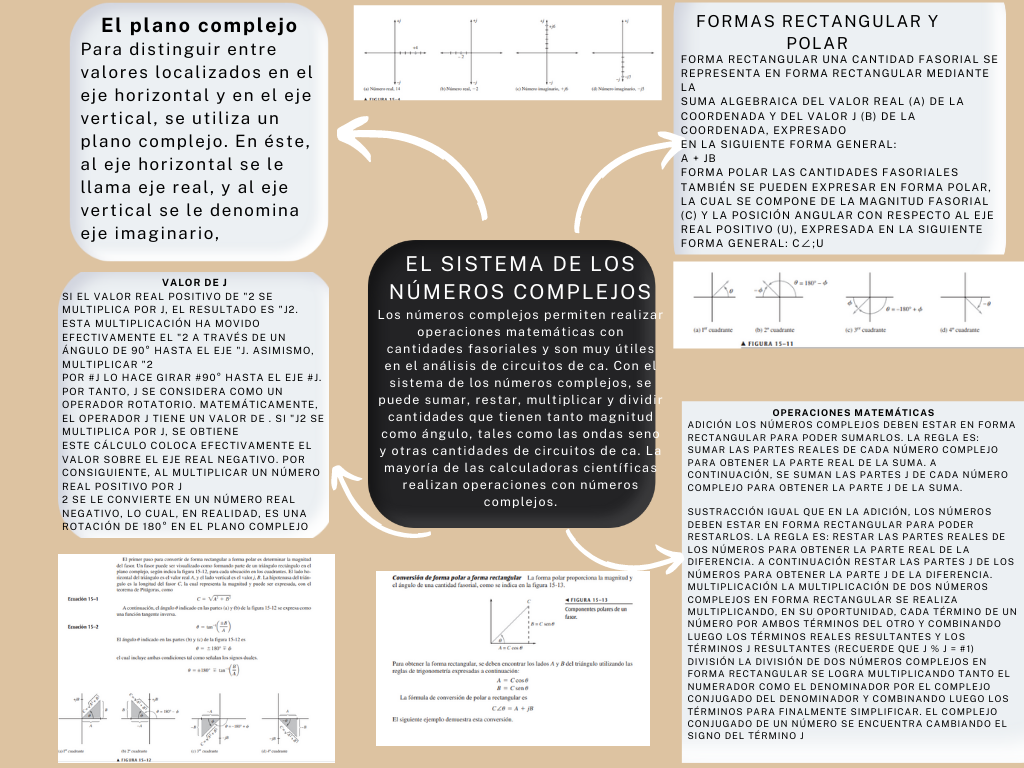 El plano complejo
Para distinguir entre
valores localizados en el
eje horizontal y en el eje
vertical, se utiliza un
plano complejo. En éste,
al eje horizontal se le
llama eje real, y al eje
vertical se le denomina
eje imaginario,
(a) Número real, 14
(b) Número real, −2
(c) Número imaginario, +j6
(d) Número imaginario, −j5
FORMAS RECTANGULAR Y
POLAR
FORMA RECTANGULAR UNA CANTIDAD FASORIAL SE
REPRESENTA EN FORMA RECTANGULAR MEDIANTE
LA
SUMA ALGEBRAICA DEL VALOR REAL (A) DE LA
COORDENADA Y DEL VALOR J (B) DE LA
COORDENADA, EXPRESADO
EN LA SIGUIENTE FORMA GENERAL:
A + JB
FORMA POLAR LAS CANTIDADES FASORIALES
TAMBIÉN SE PUEDEN EXPRESAR EN FORMA POLAR,
LA CUAL SE COMPONE DE LA MAGNITUD FASORIAL
(C) Y LA POSICIÓN ANGULAR CON RESPECTO AL EJE
REAL POSITIVO (U), EXPRESADA EN LA SIGUIENTE
FORMA GENERAL: C∠;U
EL SISTEMA DE LOS
NÚMEROS COMPLEJOS
Los números complejos permiten realizar
operaciones matemáticas con
cantidades fasoriales y son muy útiles
en el análisis de circuitos de ca. Con el
sistema de los números complejos, se
puede sumar, restar, multiplicar y dividir
cantidades que tienen tanto magnitud
como ángulo, tales como las ondas seno
y otras cantidades de circuitos de ca. La
mayoría de las calculadoras científicas
realizan operaciones con números
complejos.
VALOR DE J
SI EL VALOR REAL POSITIVO DE "2 SE
MULTIPLICA POR J, EL RESULTADO ES "J2.
ESTA MULTIPLICACIÓN HA MOVIDO
EFECTIVAMENTE EL "2 A TRAVÉS DE UN
ÁNGULO DE 90° HASTA EL EJE "J. ASIMISMO,
MULTIPLICAR "2
POR #J LO HACE GIRAR #90° HASTA EL EJE #J.
POR TANTO, J SE CONSIDERA COMO UN
OPERADOR ROTATORIO. MATEMÁTICAMENTE,
EL OPERADOR J TIENE UN VALOR DE . SI "J2 SE
MULTIPLICA POR J, SE OBTIENE
ESTE CÁLCULO COLOCA EFECTIVAMENTE EL
VALOR SOBRE EL EJE REAL NEGATIVO. POR
CONSIGUIENTE, AL MULTIPLICAR UN NÚMERO
REAL POSITIVO POR J
2 SE LE CONVIERTE EN UN NÚMERO REAL
NEGATIVO, LO CUAL, EN REALIDAD, ES UNA
ROTACIÓN DE 180° EN EL PLANO COMPLEJO
θ
θ = 180° − ϕ
θ = −180° + ϕ
(a) 1er cuadrante
(b) 2º cuadrante
(c) 3er cuadrante
(d) 4º cuadrante
▲ FIGURA 15–11
OPERACIONES MATEMÁTICAS
ADICIÓN LOS NÚMEROS COMPLEJOS DEBEN ESTAR EN FORMA
RECTANGULAR PARA PODER SUMARLOS. LA REGLA ES:
SUMAR LAS PARTES REALES DE CADA NÚMERO COMPLEJO
PARA OBTENER LA PARTE REAL DE LA SUMA. A
CONTINUACIÓN, SE SUMAN LAS PARTES J DE CADA NÚMERO
COMPLEJO PARA OBTENER LA PARTE J DE LA SUMA.
SUSTRACCIÓN IGUAL QUE EN LA ADICIÓN, LOS NÚMEROS
DEBEN ESTAR EN FORMA RECTANGULAR PARA PODER
RESTARLOS. LA REGLA ES: RESTAR LAS PARTES REALES DE
LOS NÚMEROS PARA OBTENER LA PARTE REAL DE LA
DIFERENCIA. A CONTINUACIÓN RESTAR LAS PARTES J DE LOS
NÚMEROS PARA OBTENER LA PARTE J DE LA DIFERENCIA.
MULTIPLICACIÓN LA MULTIPLICACIÓN DE DOS NÚMEROS
COMPLEJOS EN FORMA RECTANGULAR SE REALIZA
MULTIPLICANDO, EN SU OPORTUNIDAD, CADA TÉRMINO DE UN
NÚMERO POR AMBOS TÉRMINOS DEL OTRO Y COMBINANDO
LUEGO LOS TÉRMINOS REALES RESULTANTES Y LOS
TÉRMINOS J RESULTANTES (RECUERDE QUE J % J = #1)
DIVISIÓN LA DIVISIÓN DE DOS NÚMEROS COMPLEJOS EN
FORMA RECTANGULAR SE LOGRA MULTIPLICANDO TANTO EL
NUMERADOR COMO EL DENOMINADOR POR EL COMPLEJO
CONJUGADO DEL DENOMINADOR Y COMBINANDO LUEGO LOS
TÉRMINOS PARA FINALMENTE SIMPLIFICAR. EL COMPLEJO
CONJUGADO DE UN NÚMERO SE ENCUENTRA CAMBIANDO EL
SIGNO DEL TÉRMINO J
El primer paso para convertir de forma rectangular a forma polar es determinar la magnitud
del fasor. Un fasor puede ser visualizado como formando parte de un triángulo rectángulo en el
plano complejo, según indica la figura 15-12, para cada ubicación en los cuadrantes. El lado ho-
rizontal del triángulo es el valor real A, y el lado vertical es el valor j, B. La hipotenusa del trián-
gulo es la longitud del fasor C, la cual representa la magnitud y puede ser expresada, con el
teorema de Pitágoras, como
Ecuación 15–1
C = √A² + B²
A continuación, el ángulo θ indicado en las partes (a) y (b) de la figura 15-12 se expresa como
una función tangente inversa.
Ecuación 15–2
θ = tan⁻¹(±B/A)
El ángulo θ indicado en las partes (b) y (c) de la figura 15-12 es
θ = ±180° ∓ ϕ
el cual incluye ambas condiciones tal como señalan los signos duales.
θ = ±180° ∓ tan⁻¹(B/A)
(a) 1er cuadrante
(b) 2º cuadrante
(c) 3er cuadrante
(d) 4º cuadrante
▲ FIGURA 15–12
Conversión de forma polar a forma rectangular La forma polar proporciona la magnitud y
el ángulo de una cantidad fasorial, como se indica en la figura 15-13.
◀ FIGURA 15–13
Componentes polares de un
fasor.
C
B = C sen θ
θ
A = C cos θ
Para obtener la forma rectangular, se deben encontrar los lados A y B del triángulo utilizando las
reglas de trigonometría expresadas a continuación:
A = C cos θ
B = C sen θ
La fórmula de conversión de polar a rectangular es
C∠θ = A + jB
El siguiente ejemplo demuestra esta conversión.